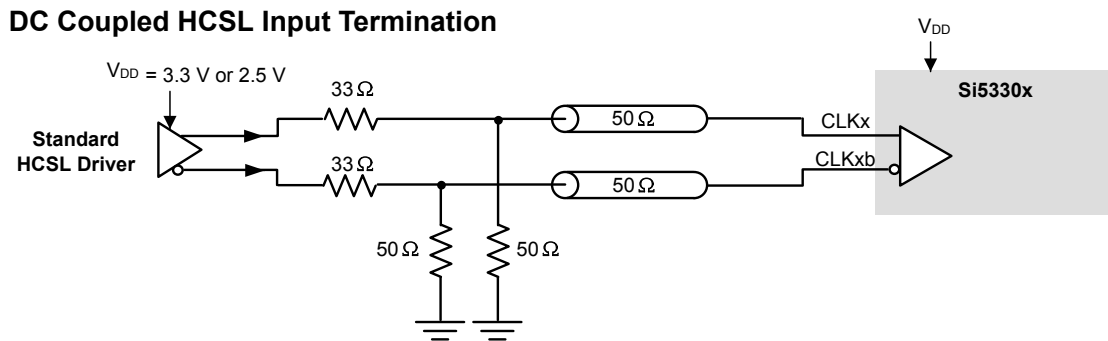 DC Coupled HCSL Input Termination
VDD
VDD = 3.3 V or 2.5 V
33 Ω
Si5330x
50 Ω
CLKx
Standard
HCSL Driver
33 Ω
CLKxb
50 Ω
50 Ω
50 Ω